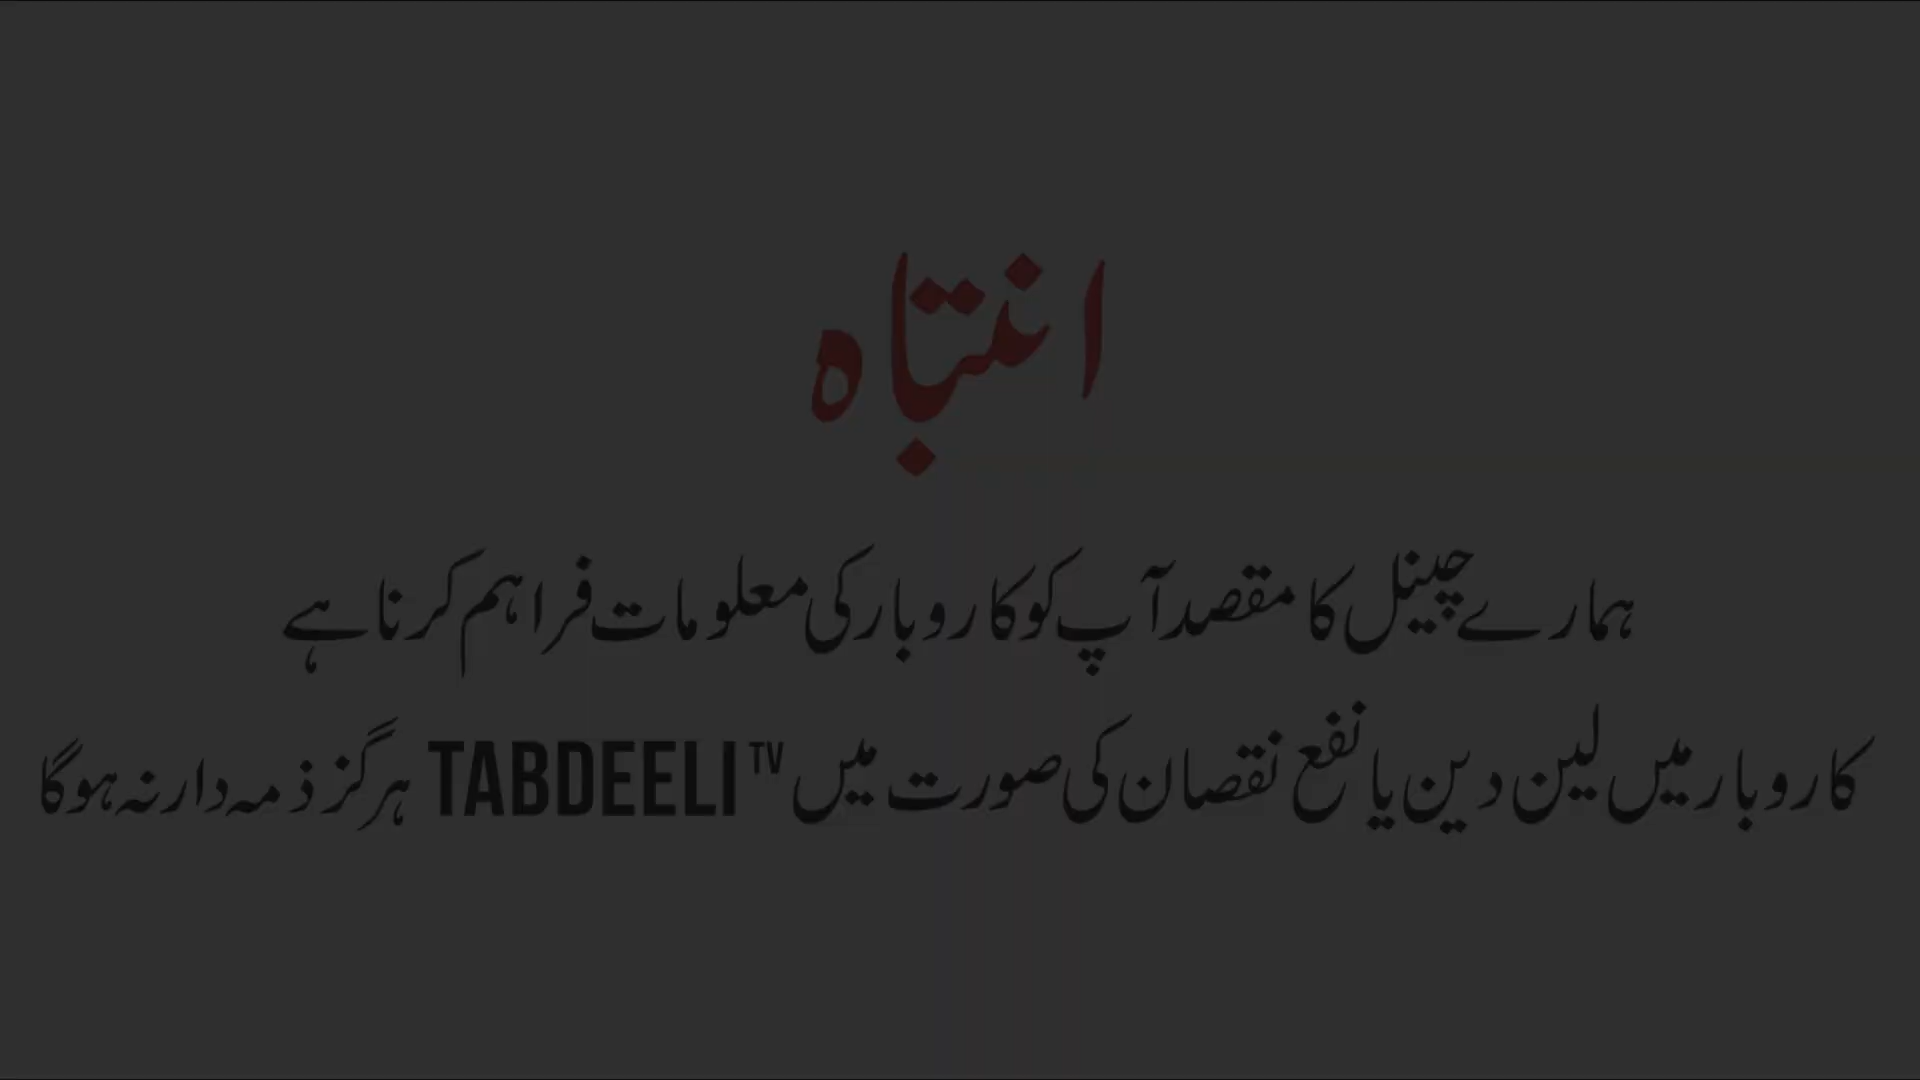 انتباہ
ہمارے چینل کا مقصد آپ کو کاروبار کی معلومات فراہم کرنا ہے
کاروبار میں لین دین یا نفع نقصان کی صورت میں TABDEELI TV ہرگز ذمہ دار نہ ہوگا